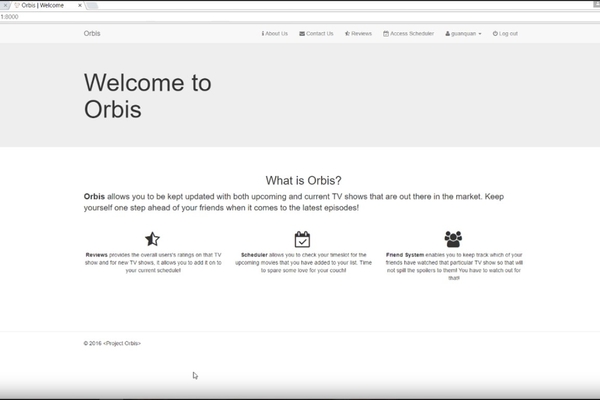 Orbis | Welcome
1:8000
Orbis
About Us
Contact Us
Reviews
Access Scheduler
guanquan
Log out
Welcome to
Orbis
What is Orbis?
Orbis allows you to be kept updated with both upcoming and current TV shows that are out there in the market. Keep
yourself one step ahead of your friends when it comes to the latest episodes!
Reviews provides the overall users's ratings on that TV
show and for new TV shows, it allows you to add it on to
your current schedule!
Scheduler allows you to check your timeslot for the
upcoming movies that you have added to your list. Time
to spare some love for your couch!
Friend System enables you to keep track which of your
friends have watched that particular TV show so that will
not spill the spoilers to them! You have to watch out for
that!
© 2016 <Project Orbis>